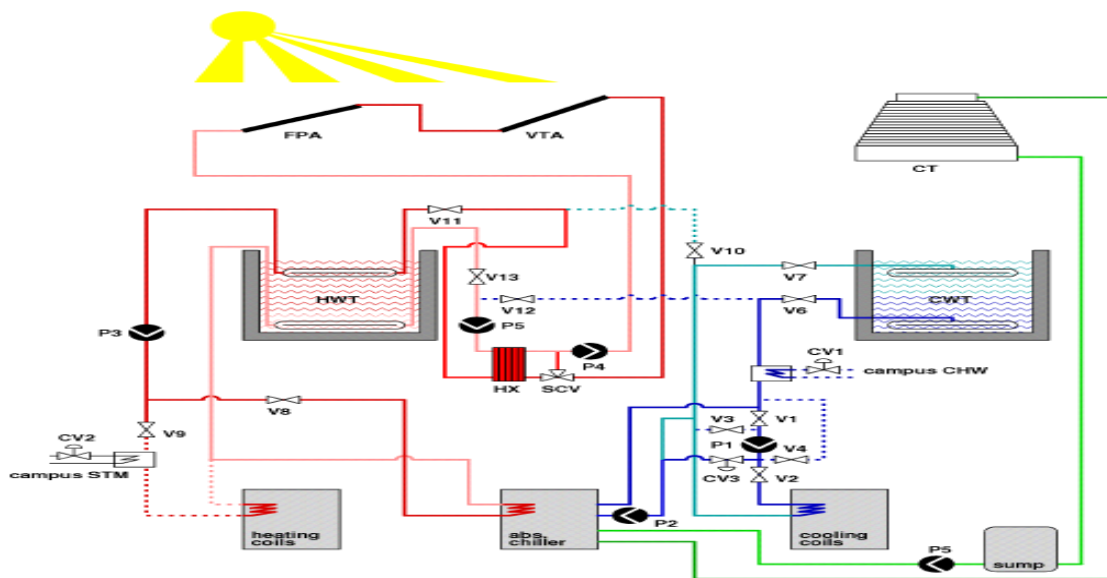 FPA
VTA
CT
V11
V10
V13
V7
HWT
CWT
V12
V6
P3
P5
P4
CV1
campus CHW
HX
SCV
V8
V3
V1
V9
P1
V4
CV2
campus STM
CV3
V2
P2
heating
coils
abs.
chiller
cooling
coils
P5
sump